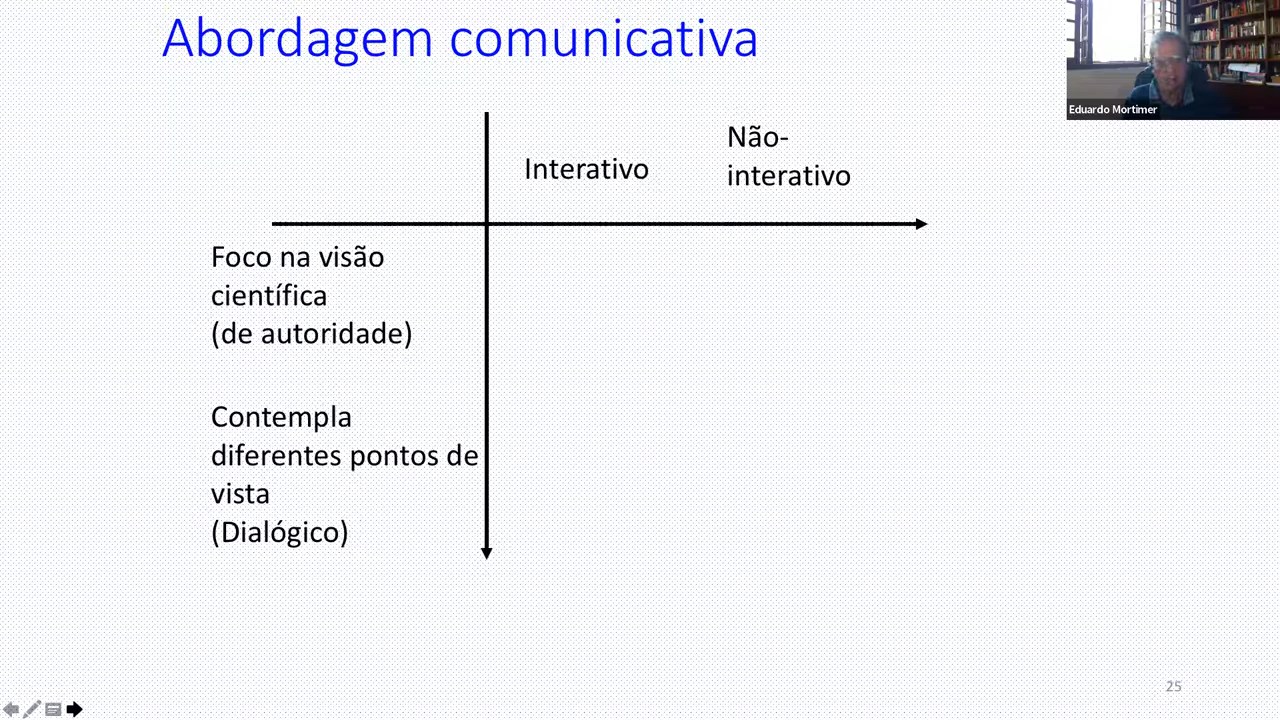 Abordagem comunicativa
Eduardo Mortimer
Interativo
Não-
interativo
Foco na visão
científica
(de autoridade)
Contempla
diferentes pontos de
vista
(Dialógico)
25